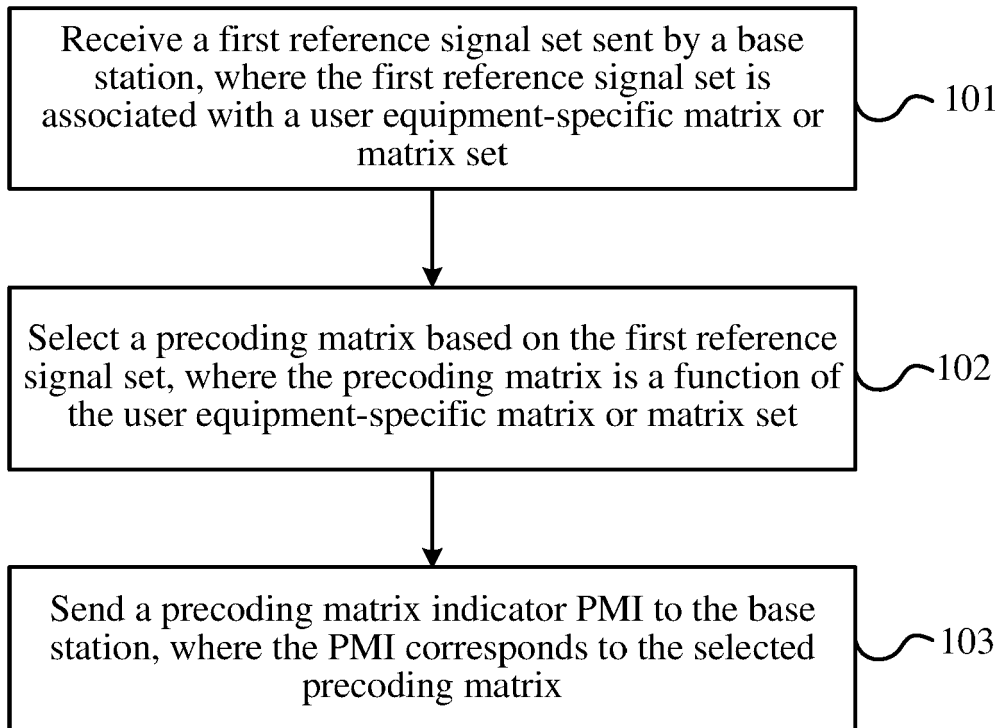 Receive a first reference signal set sent by a base
station, where the first reference signal set is
associated with a user equipment-specific matrix or
matrix set
101
Select a precoding matrix based on the first reference
signal set, where the precoding matrix is a function of
the user equipment-specific matrix or matrix set
102
Send a precoding matrix indicator PMI to the base
station, where the PMI corresponds to the selected
precoding matrix
103